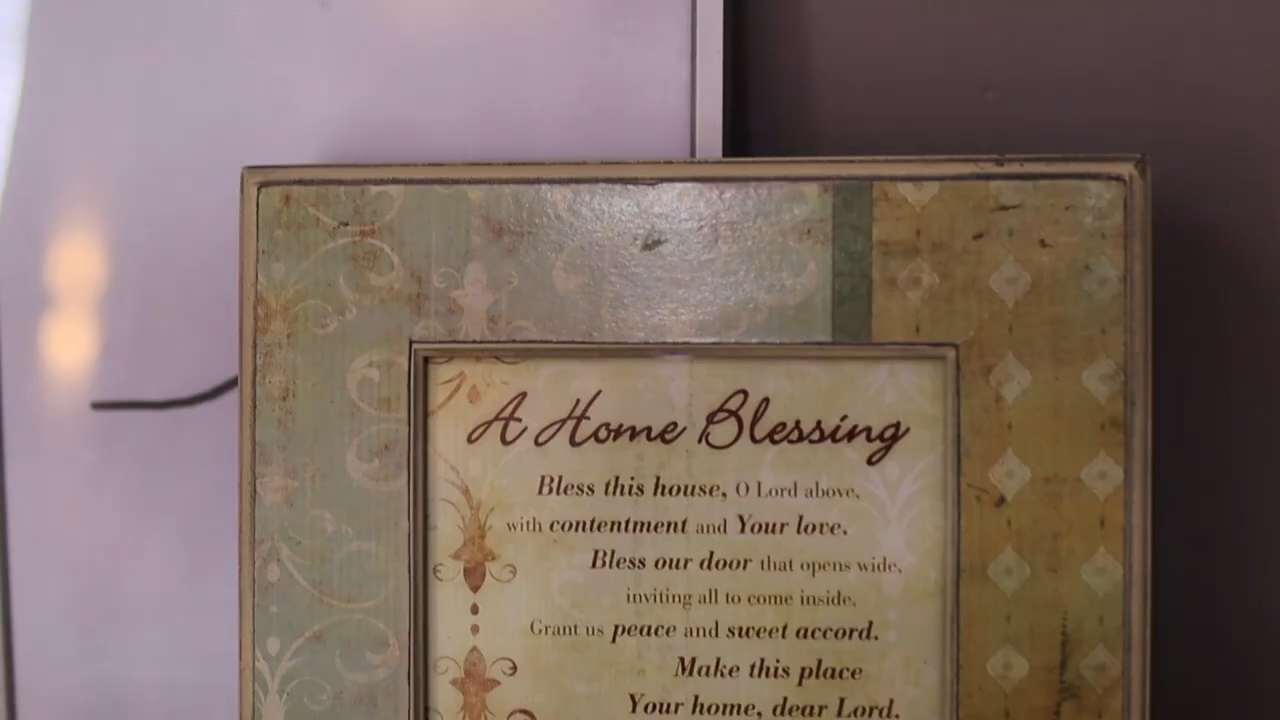 A Home Blessing
Bless this house, O Lord above,
with contentment and Your love.
Bless our door that opens wide,
inviting all to come inside.
Grant us peace and sweet accord.
Make this place
Your home, dear Lord.